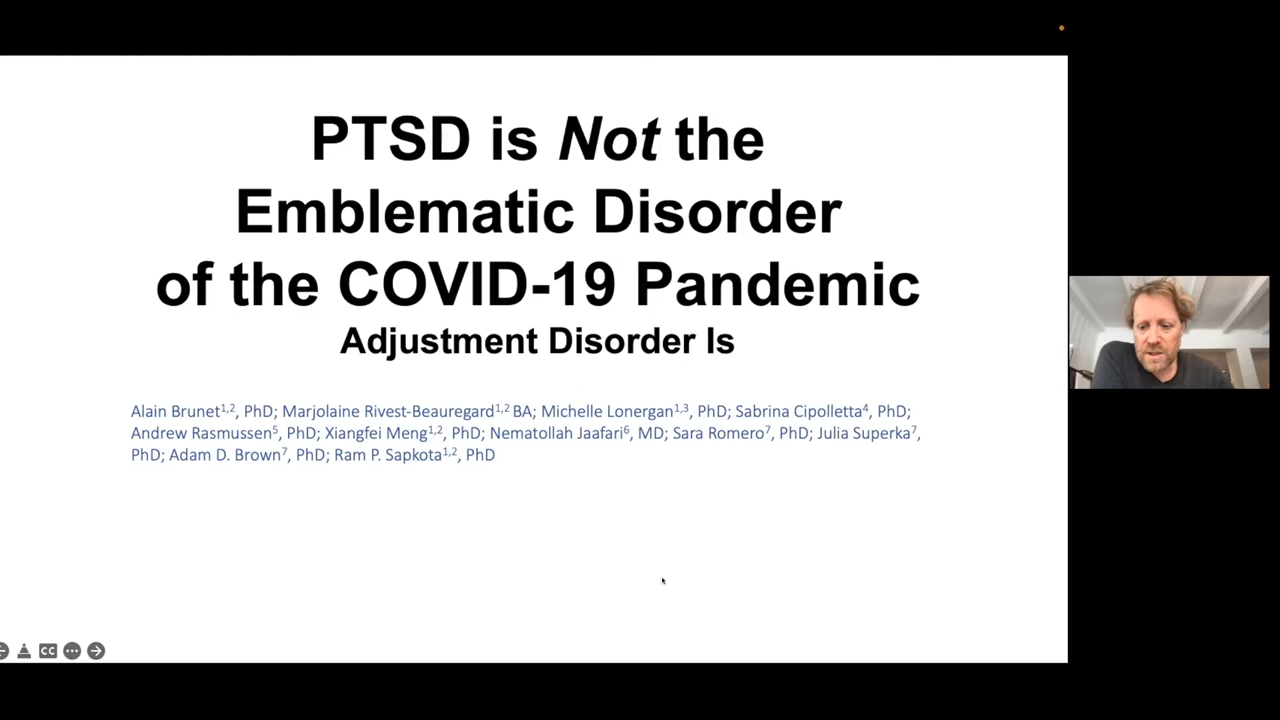 PTSD is Not the
Emblematic Disorder
of the COVID-19 Pandemic
Adjustment Disorder Is
Alain Brunet1,2, PhD; Marjolaine Rivest-Beauregard1,2 BA; Michelle Lonergan1,3, PhD; Sabrina Cipolletta4, PhD;
Andrew Rasmussen5, PhD; Xiangfei Meng1,2, PhD; Nematollah Jaafari6, MD; Sara Romero7, PhD; Julia Superka7,
PhD; Adam D. Brown7, PhD; Ram P. Sapkota1,2, PhD
CC